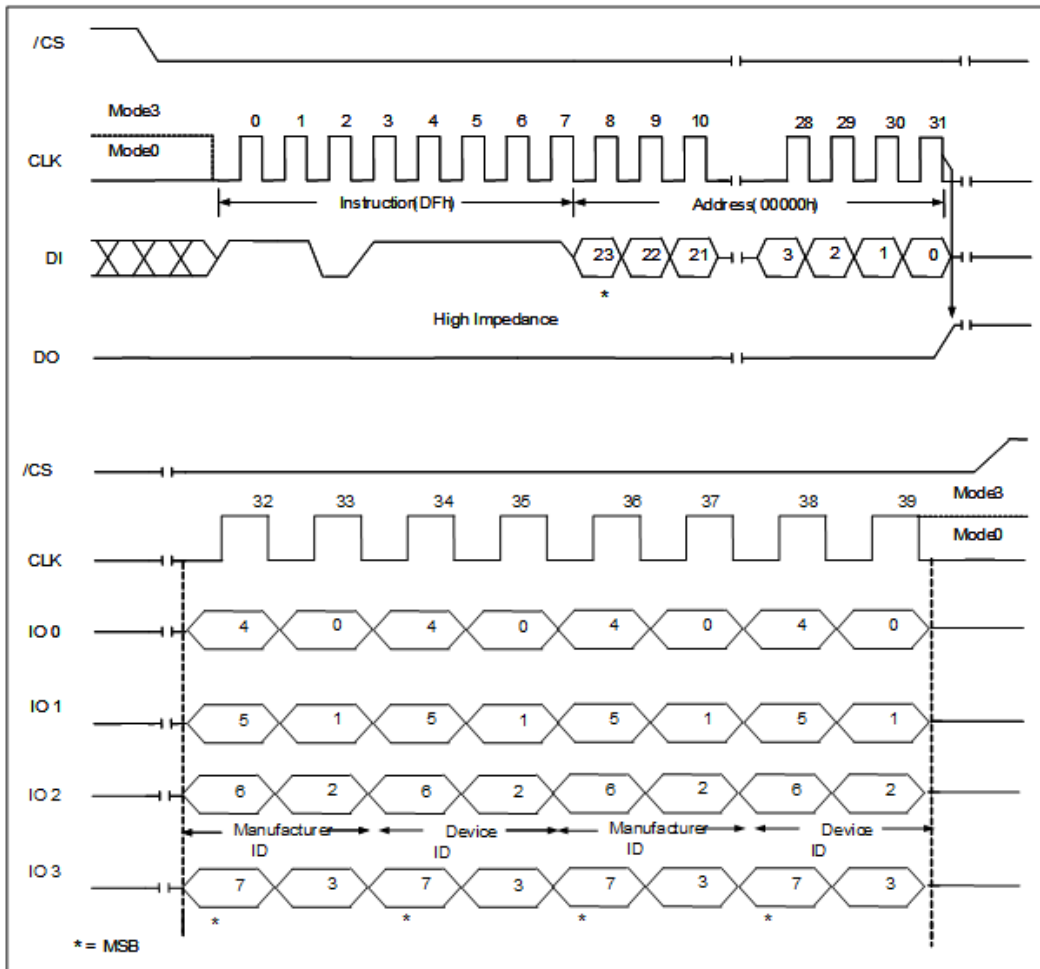 /CS
Mode3
0 1 2 3 4 5 6 7 8 9 10 28 29 30 31
Mode0
CLK
Instruction(DFh) Address(00000h)
DI 23 22 21 3 2 1 0
*
High Impedance
DO
/CS
32 33 34 35 36 37 38 39 Mode3
Mode0
CLK
IO 0 4 0 4 0 4 0 4 0
IO 1 5 1 5 1 5 1 5 1
IO 2 6 2 6 2 6 2 6 2
Manufacturer Device Manufacturer Device
ID ID ID ID
IO 3 7 3 7 3 7 3 7 3
* * * *
* = MSB